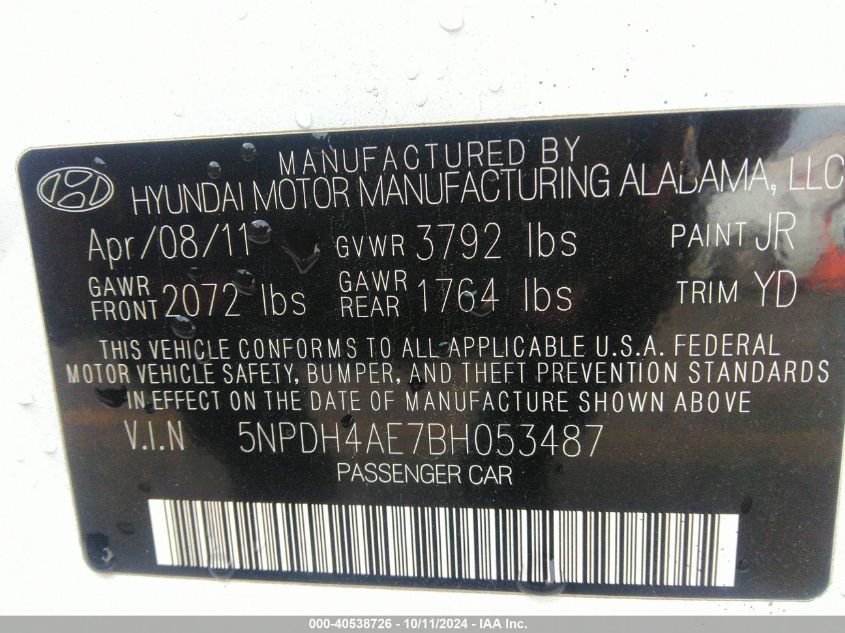 MANUFACTURED BY
HYUNDAI MOTOR MANUFACTURING ALABAMA, LLC
Apr/08/11 GVWR 3792 lbs PAINT JR
GAWR FRONT 2072 lbs GAWR REAR 1764 lbs TRIM YD
THIS VEHICLE CONFORMS TO ALL APPLICABLE U.S.A. FEDERAL
MOTOR VEHICLE SAFETY, BUMPER, AND THEFT PREVENTION STANDARDS
IN EFFECT ON THE DATE OF MANUFACTURE SHOWN ABOVE
V.I.N 5NPDH4AE7BH053487
PASSENGER CAR
000-40538726 - 10/11/2024 - IAA Inc.